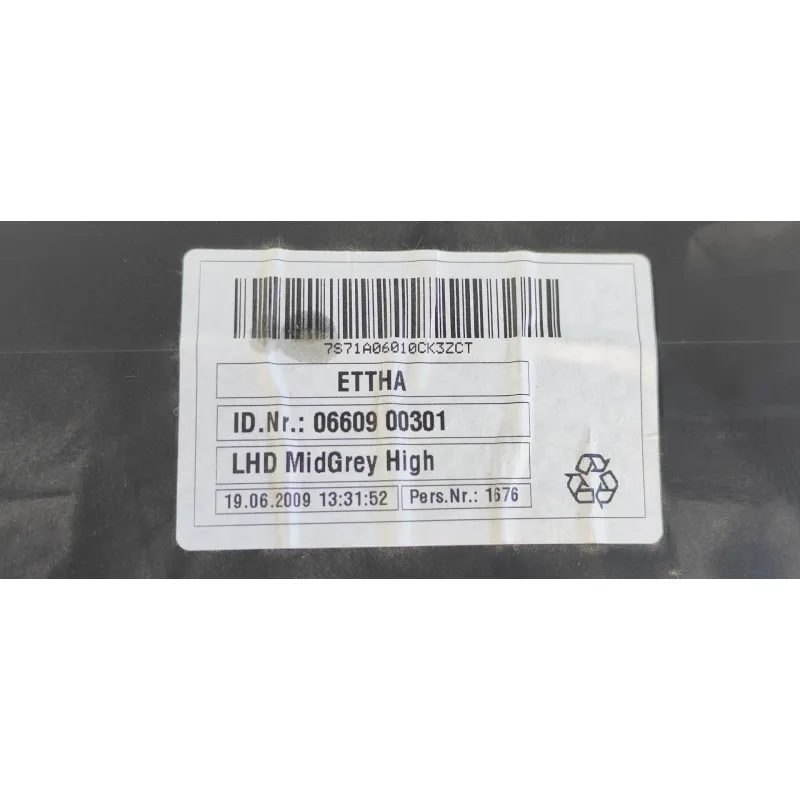 7S71A06010CK3ZCT
ETTHA
ID.Nr.: 06609 00301
LHD MidGrey High
19.06.2009 13:31:52 Pers.Nr.: 1676